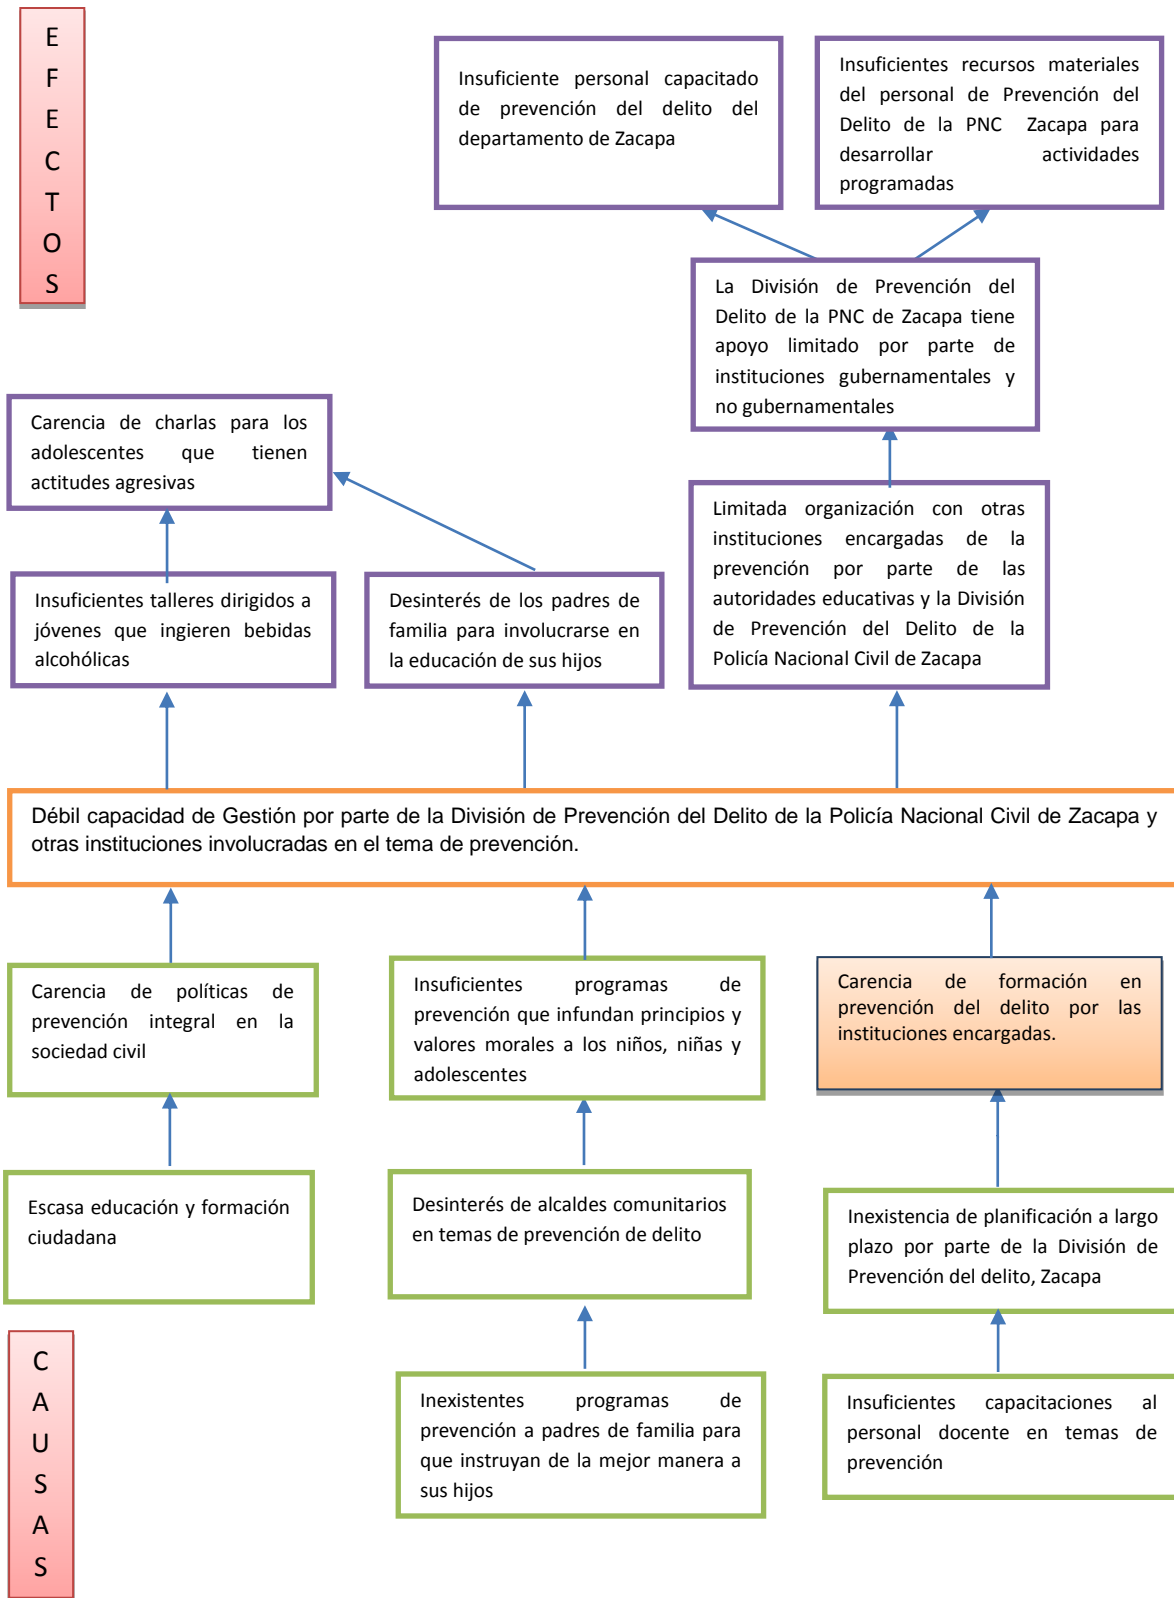 E
F
E
C
T
O
S
Insuficiente personal capacitado
de prevención del delito del
departamento de Zacapa
Insuficientes recursos materiales
del personal de Prevención del
Delito de la PNC Zacapa para
desarrollar actividades
programadas
La División de Prevención del
Delito de la PNC de Zacapa tiene
apoyo limitado por parte de
instituciones gubernamentales y
no gubernamentales
Carencia de charlas para los
adolescentes que tienen
actitudes agresivas
Limitada organización con otras
instituciones encargadas de la
prevención por parte de las
autoridades educativas y la División
de Prevención del Delito de la
Policía Nacional Civil de Zacapa
Insuficientes talleres dirigidos a
jóvenes que ingieren bebidas
alcohólicas
Desinterés de los padres de
familia para involucrarse en
la educación de sus hijos
Débil capacidad de Gestión por parte de la División de Prevención del Delito de la Policía Nacional Civil de Zacapa y
otras instituciones involucradas en el tema de prevención.
Carencia de políticas de
prevención integral en la
sociedad civil
Insuficientes programas de
prevención que infundan principios y
valores morales a los niños, niñas y
adolescentes
Carencia de formación en
prevención del delito por las
instituciones encargadas.
Escasa educación y formación
ciudadana
Desinterés de alcaldes comunitarios
en temas de prevención de delito
Inexistencia de planificación a largo
plazo por parte de la División de
Prevención del delito, Zacapa
C
A
U
S
A
S
Inexistentes programas de
prevención a padres de familia para
que instruyan de la mejor manera a
sus hijos
Insuficientes capacitaciones al
personal docente en temas de
prevención